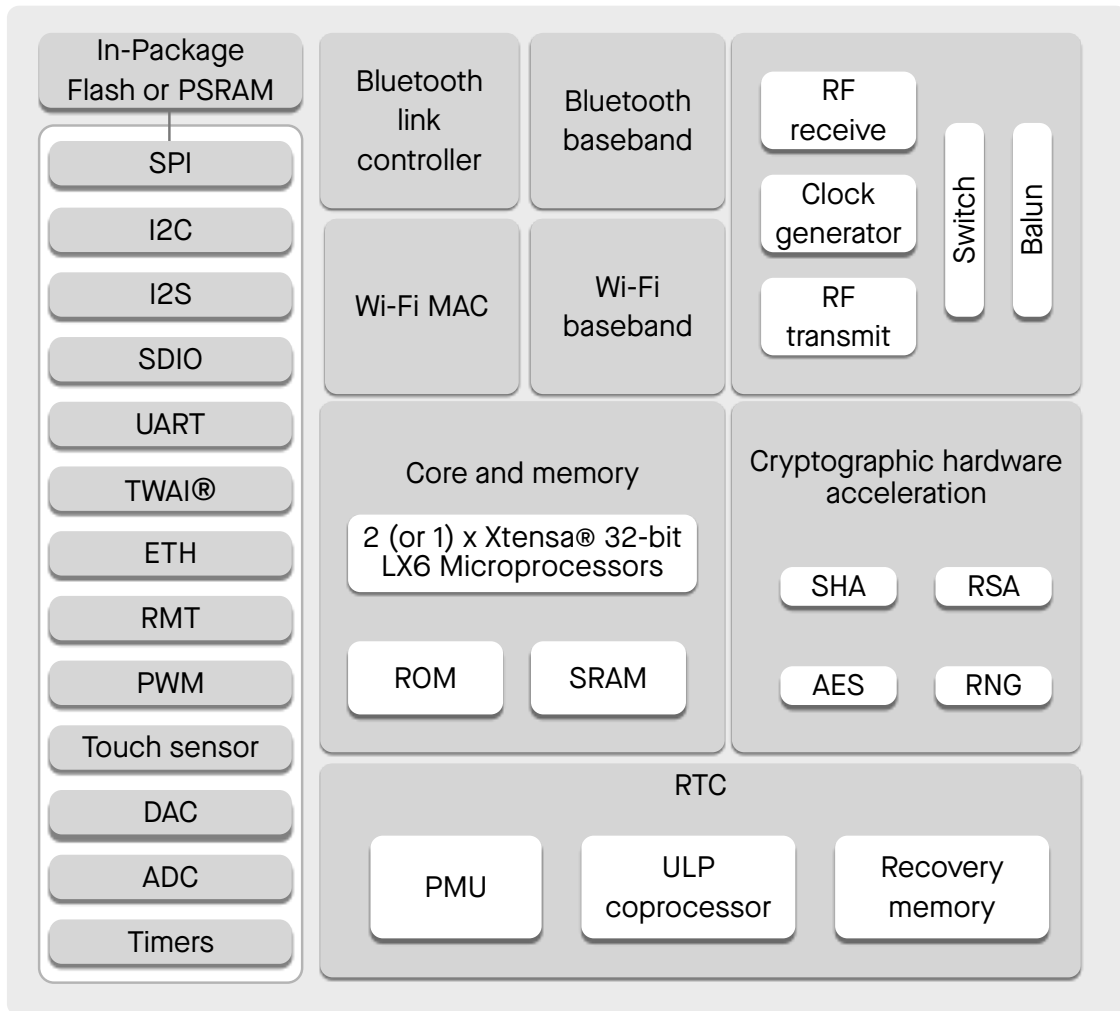 In-Package
Flash or PSRAM
SPI
I2C
I2S
SDIO
UART
TWAI®
ETH
RMT
PWM
Touch sensor
DAC
ADC
Timers
Bluetooth
link
controller
Bluetooth
baseband
Wi-Fi MAC
Wi-Fi
baseband
RF
receive
Clock
generator
RF
transmit
Switch
Balun
Core and memory
2 (or 1) x Xtensa® 32-bit
LX6 Microprocessors
ROM
SRAM
Cryptographic hardware
acceleration
SHA
RSA
AES
RNG
RTC
PMU
ULP
coprocessor
Recovery
memory